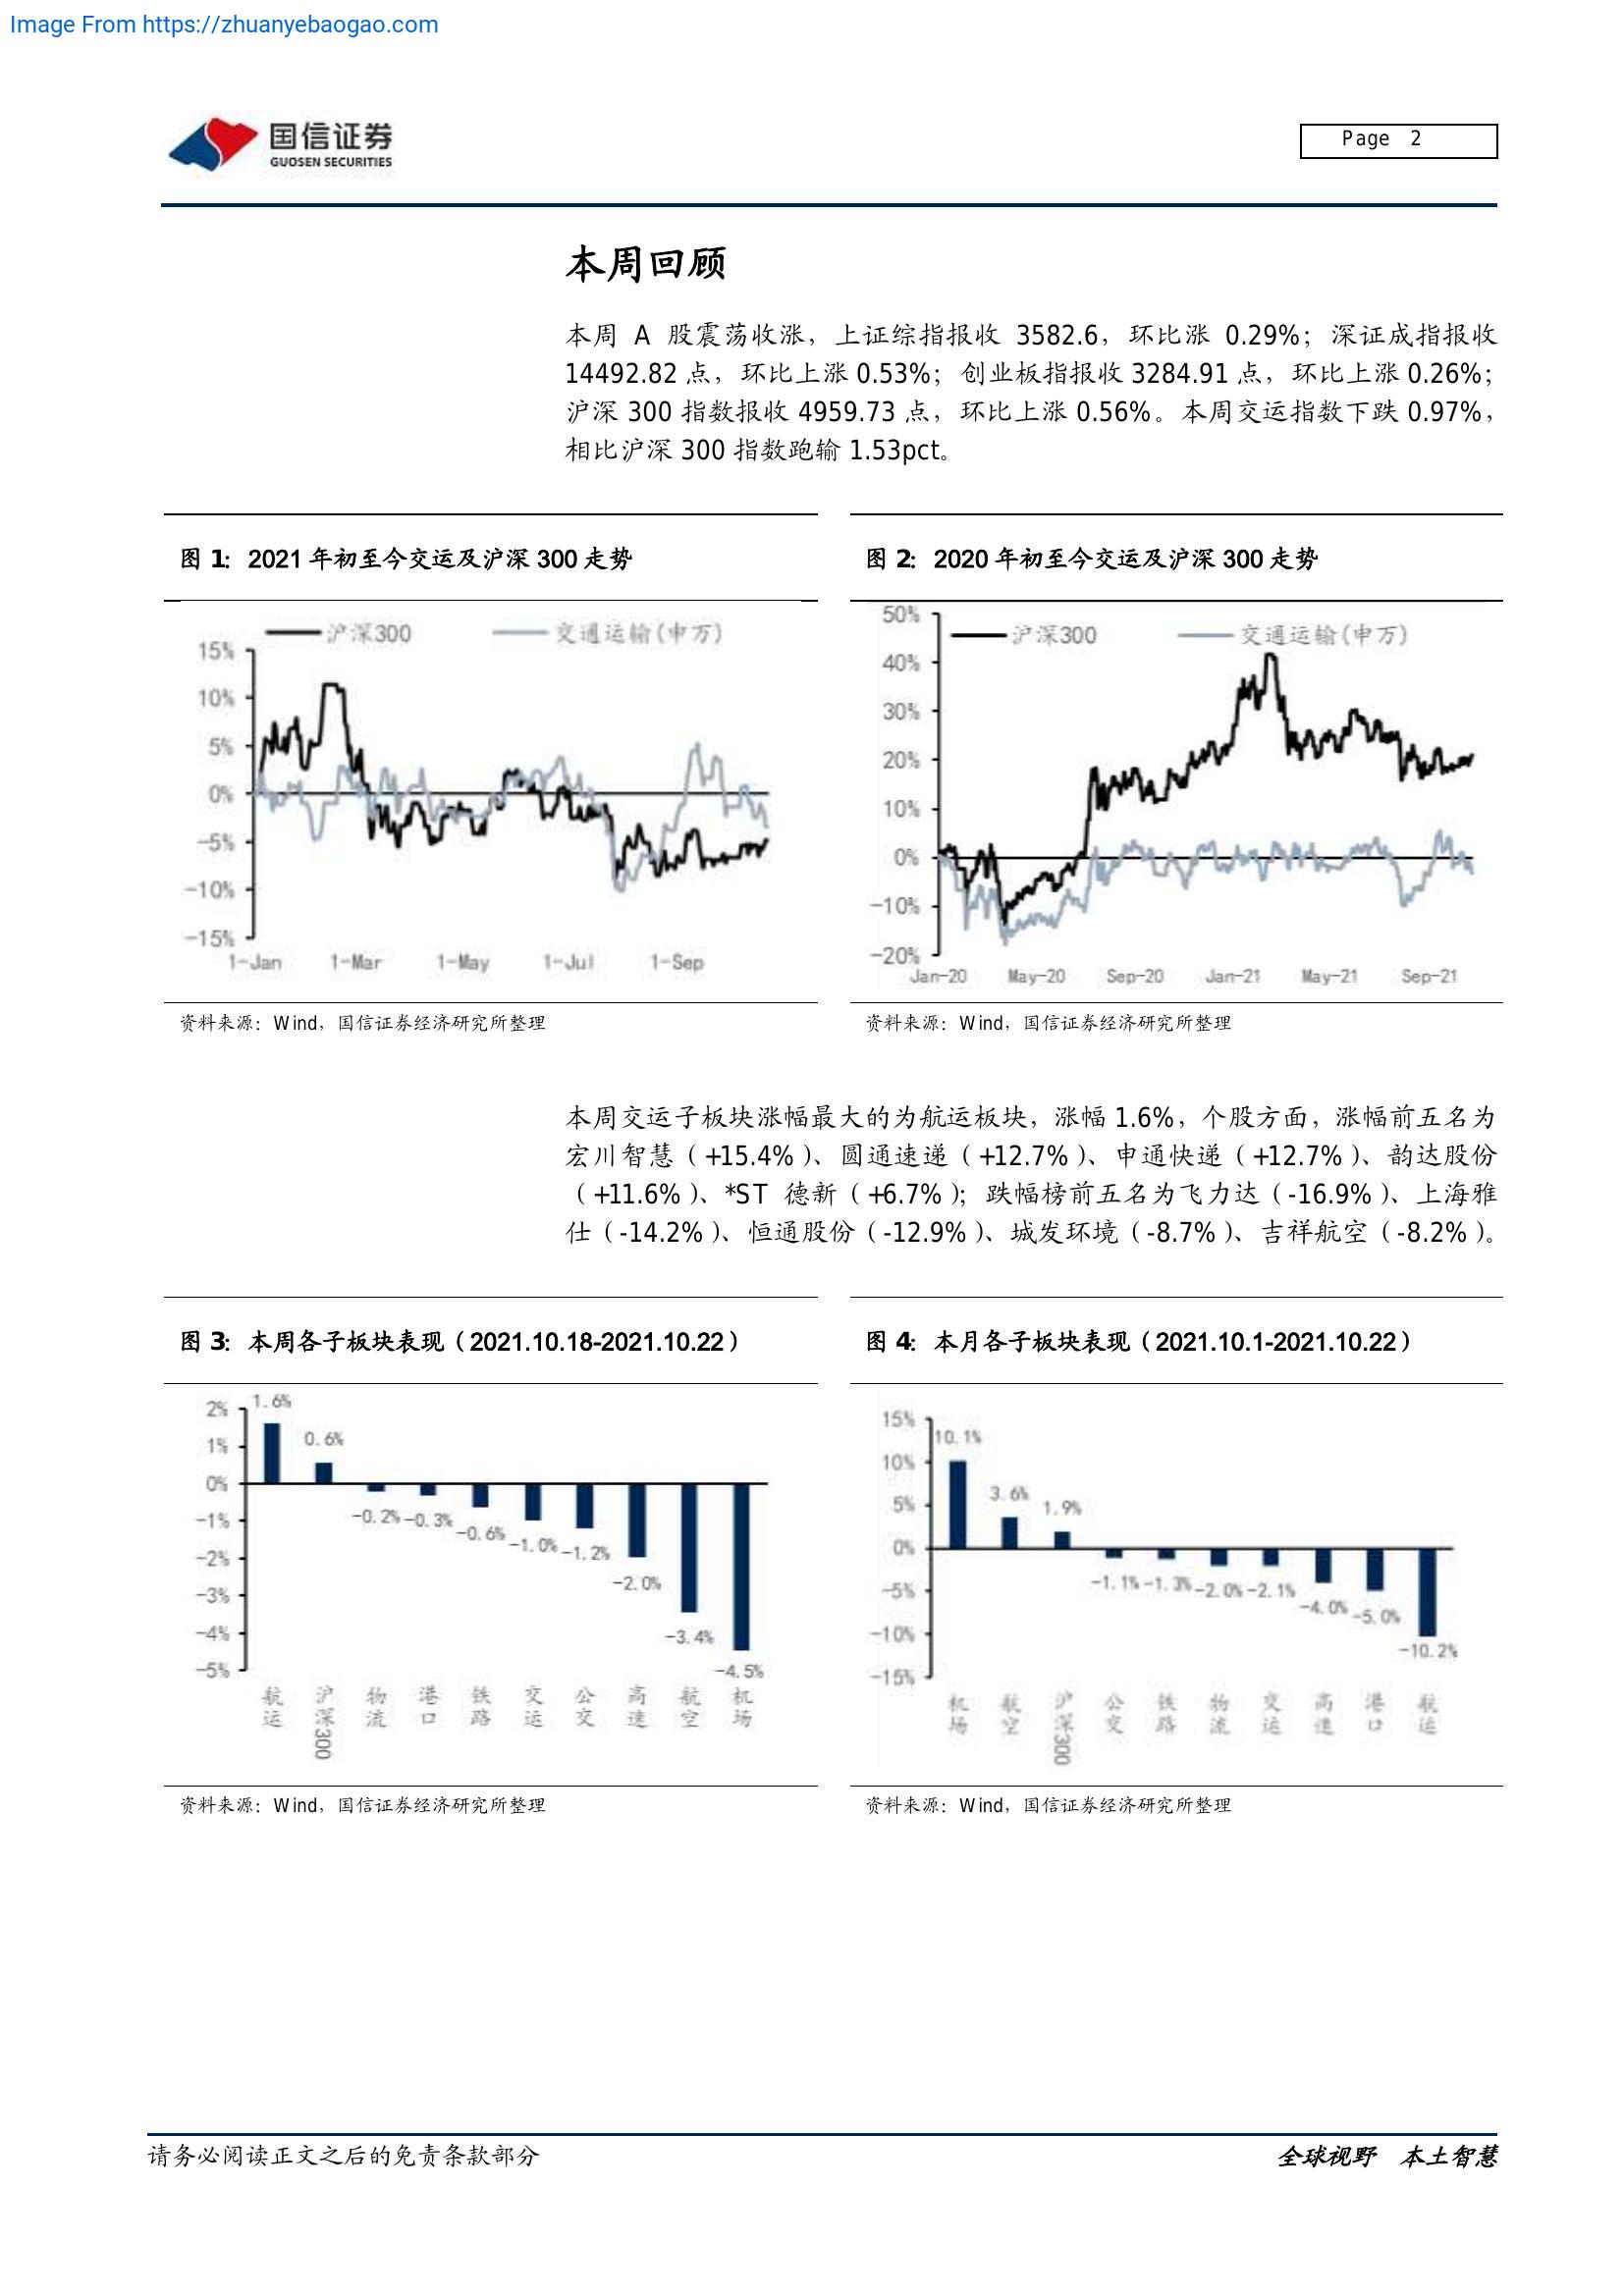 Image From https://zhuanyebaogao.com
国信证券
GUOSEN SECURITIES
Page 2
本周回顾
本周 A 股震荡收涨，上证综指报收 3582.6，环比涨 0.29%；深证成指报收
14492.82 点，环比上涨 0.53%；创业板指报收 3284.91 点，环比上涨 0.26%；
沪深 300 指数报收 4959.73 点，环比上涨 0.56%。本周交运指数下跌 0.97%，
相比沪深 300 指数跑输 1.53pct。
图 1：2021 年初至今交运及沪深 300 走势
沪深300 交通运输(申万)
15%
10%
5%
0%
-5%
-10%
-15%
1-Jan 1-Mar 1-May 1-Jul 1-Sep
资料来源：Wind，国信证券经济研究所整理
图 2：2020 年初至今交运及沪深 300 走势
沪深300 交通运输(申万)
50%
40%
30%
20%
10%
0%
-10%
-20%
Jan-20 May-20 Sep-20 Jan-21 May-21 Sep-21
资料来源：Wind，国信证券经济研究所整理
本周交运子板块涨幅最大的为航运板块，涨幅 1.6%，个股方面，涨幅前五名为
宏川智慧（+15.4%）、圆通速递（+12.7%）、申通快递（+12.7%）、韵达股份
（+11.6%）、*ST 德新（+6.7%）；跌幅榜前五名为飞力达（-16.9%）、上海雅
仕（-14.2%）、恒通股份（-12.9%）、城发环境（-8.7%）、吉祥航空（-8.2%）。
图 3：本周各子板块表现（2021.10.18-2021.10.22）
2%
1%
0%
-1%
-2%
-3%
-4%
-5%
1.6% 0.6% -0.2% -0.3% -0.6% -1.0% -1.2% -2.0% -3.4% -4.5%
航运 沪深300 物流 港口 铁路 交运 公交 高速 航空 机场
资料来源：Wind，国信证券经济研究所整理
图 4：本月各子板块表现（2021.10.1-2021.10.22）
15%
10%
5%
0%
-5%
-10%
-15%
10.1% 3.6% 1.9% -1.1% -1.3% -2.0% -2.1% -4.0% -5.0% -10.2%
机场 航空 沪深300 公交 铁路 物流 交运 高速 港口 航运
资料来源：Wind，国信证券经济研究所整理
请务必阅读正文之后的免责条款部分
全球视野 本土智慧